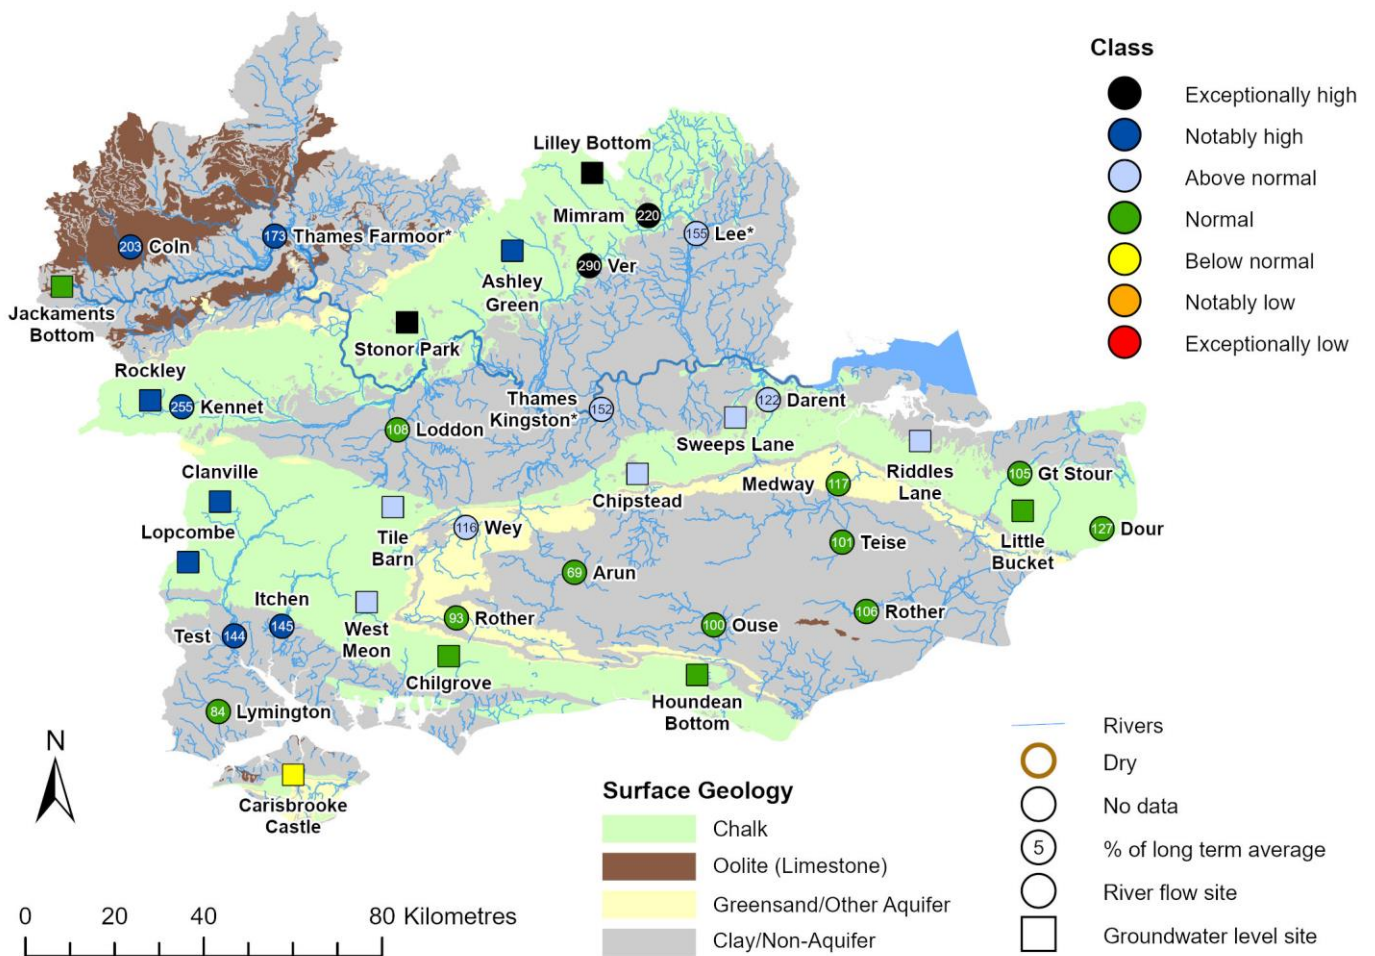 Class
Exceptionally high
Notably high
Above normal
Normal
Below normal
Notably low
Exceptionally low
Lilley Bottom
Mimram
220
155
Lee*
203
Coln
173
Thames Farmoor*
290
Ver
Ashley
Green
Jackaments
Bottom
Stonor Park
Rockley
255
Kennet
Thames
Kingston*
152
122
Darent
108
Loddon
Sweeps Lane
Clanville
Chipstead
Medway
117
Riddles
Lane
105
Gt Stour
Lopcombe
Tile
Barn
116
Wey
101
Teise
Little
Bucket
127
Dour
69
Arun
Itchen
145
Test
144
West
Meon
93
Rother
100
Ouse
106
Rother
Chilgrove
Houndean
Bottom
84
Lymington
Carisbrooke
Castle
N
0
20
40
80 Kilometres
Surface Geology
Chalk
Oolite (Limestone)
Greensand/Other Aquifer
Clay/Non-Aquifer
Rivers
Dry
No data
5
% of long term average
River flow site
Groundwater level site